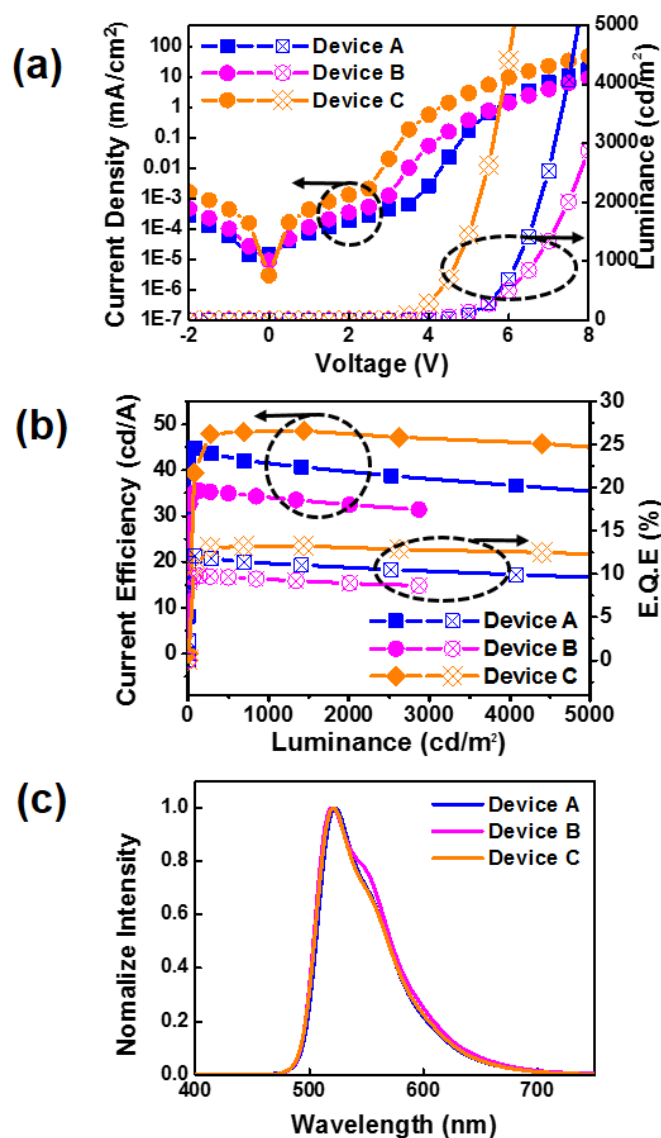 (a)
Current Density (mA/cm²)
100
10
1
0.1
0.01
1E-3
1E-4
1E-5
1E-6
1E-7
Device A
Device B
Device C
5000
4000
3000
2000
1000
0
Luminance (cd/m²)
-2 0 2 4 6 8
Voltage (V)
(b)
Current Efficiency (cd/A)
50
40
30
20
10
0
30
25
20
15
10
5
0
E.Q.E (%)
Device A
Device B
Device C
0 1000 2000 3000 4000 5000
Luminance (cd/m²)
(c)
Nomalize Intensity
1.0
0.8
0.6
0.4
0.2
0.0
Device A
Device B
Device C
400 500 600 700
Wavelength (nm)